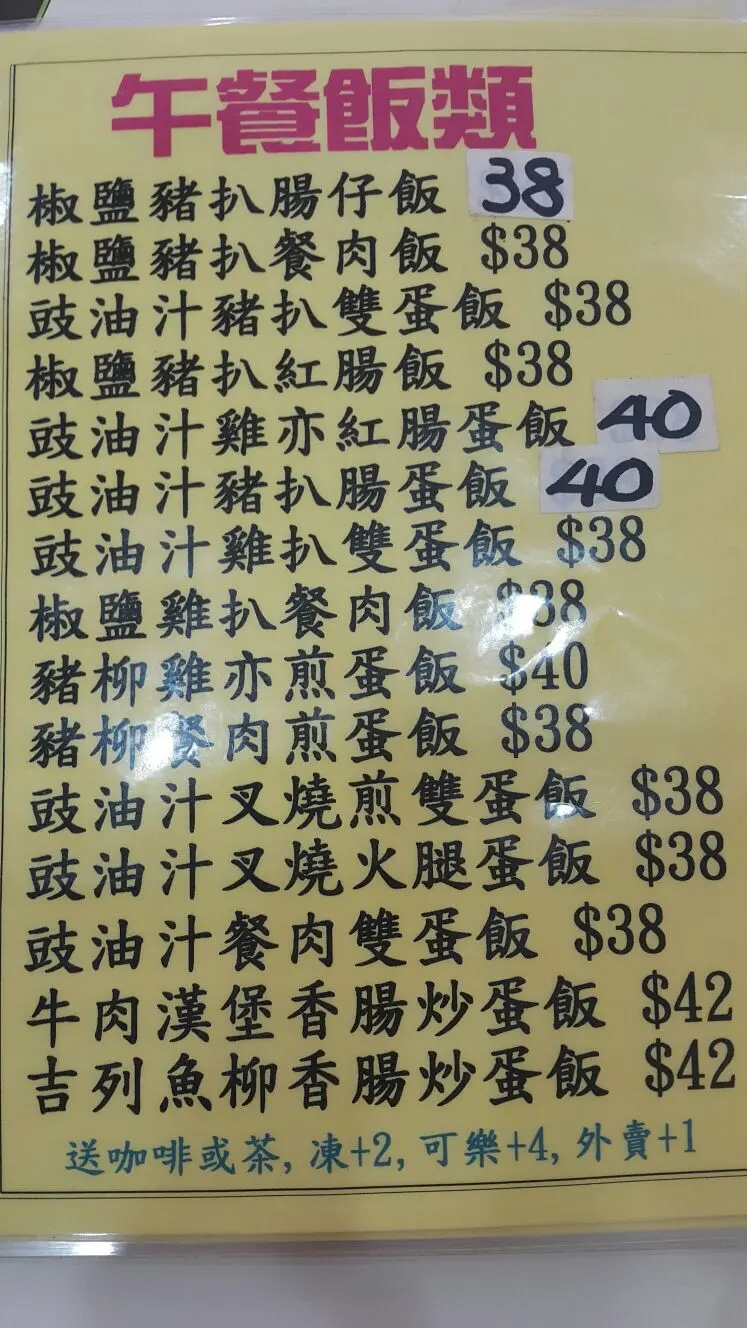 午餐飯類
椒鹽豬扒腸仔飯 38
椒鹽豬扒餐肉飯 $38
豉油汁豬扒雙蛋飯 $38
椒鹽豬扒紅腸飯 $38
豉油汁雞亦紅腸蛋飯 40
豉油汁豬扒腸蛋飯 40
豉油汁雞扒雙蛋飯 $38
椒鹽雞扒餐肉飯 $38
豬柳雞亦煎蛋飯 $40
豬柳餐肉煎蛋飯 $38
豉油汁叉燒煎雙蛋飯 $38
豉油汁叉燒火腿蛋飯 $38
豉油汁餐肉雙蛋飯 $38
牛肉漢堡香腸炒蛋飯 $42
吉列魚柳香腸炒蛋飯 $42
送咖啡或茶, 凍+2, 可樂+4, 外賣+1